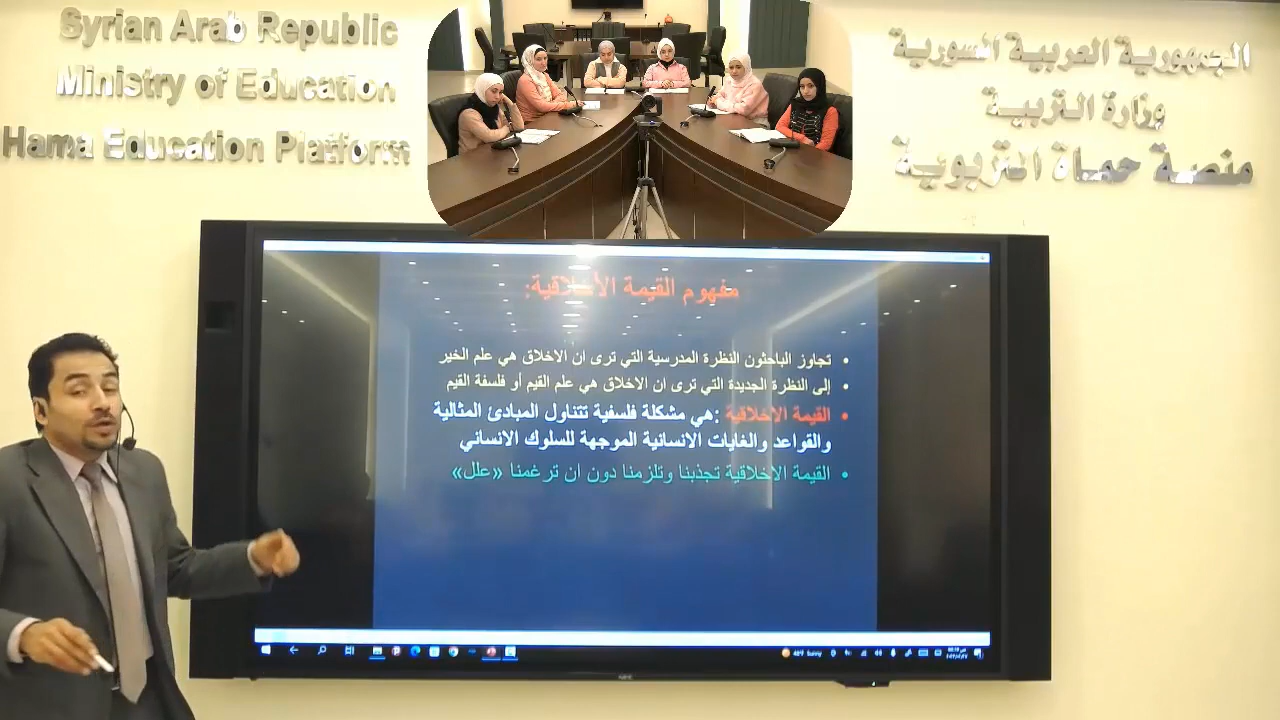 Syrian Arab Republic
Ministry of Education
Hama Education Platform
الجمهورية العربية السورية
وزارة التربية
منصة حماة التربوية
مفهوم القيمة الأخلاقية:
• تجاوز الباحثون النظرة المدرسية التي ترى ان الاخلاق هي علم الخير
• إلى النظرة الجديدة التي ترى ان الاخلاق هي علم القيم أو فلسفة القيم
• القيمة الاخلاقية :هي مشكلة فلسفية تتناول المبادئ المثالية
والقواعد والغايات الانسانية الموجهة للسلوك الانساني
• القيمة الاخلاقية تجذبنا وتلزمنا دون ان ترغمنا «علل»
Sunny
NEC